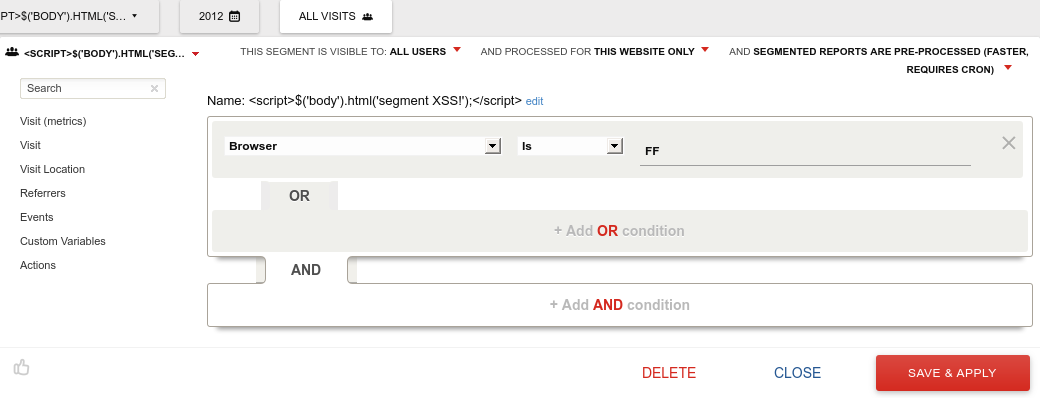 PT>$('BODY').HTML('S...
2012
ALL VISITS
<SCRIPT>$('BODY').HTML('SEG...
THIS SEGMENT IS VISIBLE TO: ALL USERS
AND PROCESSED FOR THIS WEBSITE ONLY
AND SEGMENTED REPORTS ARE PRE-PROCESSED (FASTER,
REQUIRES CRON)
Search
Visit (metrics)
Visit
Visit Location
Referrers
Events
Custom Variables
Actions
Name: <script>$('body').html('segment XSS!');</script> edit
Browser
Is
FF
OR
+ Add OR condition
AND
+ Add AND condition
DELETE
CLOSE
SAVE & APPLY